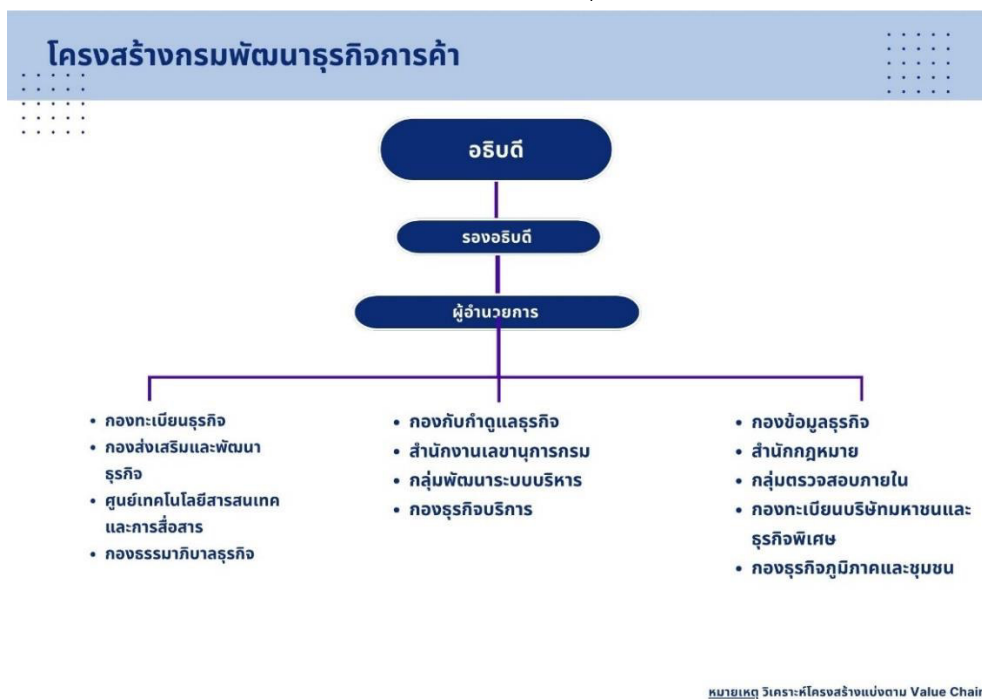 โครงสร้างกรมพัฒนาธุรกิจการค้า
อธิบดี
รองอธิบดี
ผู้อำนวยการ
• กองทะเบียนธุรกิจ
• กองส่งเสริมและพัฒนา
ธุรกิจ
• ศูนย์เทคโนโลยีสารสนเทค
และการสื่อสาร
• กองธรรมาภิบาลธุรกิจ
• กองกับกำดูแลธุรกิจ
• สำนักงานเลขานุการกรม
• กลุ่มพัฒนาระบบบริหาร
• กองธุรกิจบริการ
• กองข้อมูลธุรกิจ
• สำนักกฎหมาย
• กลุ่มตรวจสอบภายใน
• กองทะเบียนบริษัทมหาชนและ
ธุรกิจพิเศษ
• กองธุรกิจภูมิภาคและชุมชน
หมายเหตุ วิเคราะห์โครงสร้างแบ่งตาม Value Chain